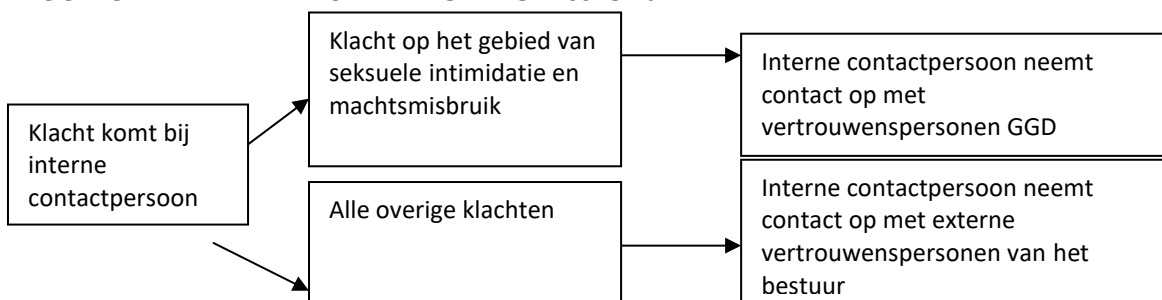 Klacht op het gebied van
seksuele intimidatie en
machtsmisbruik
Interne contactpersoon neemt
contact op met
vertrouwenspersonen GGD
Klacht komt bij
interne
contactpersoon
Alle overige klachten
Interne contactpersoon neemt
contact op met externe
vertrouwenspersonen van het
bestuur